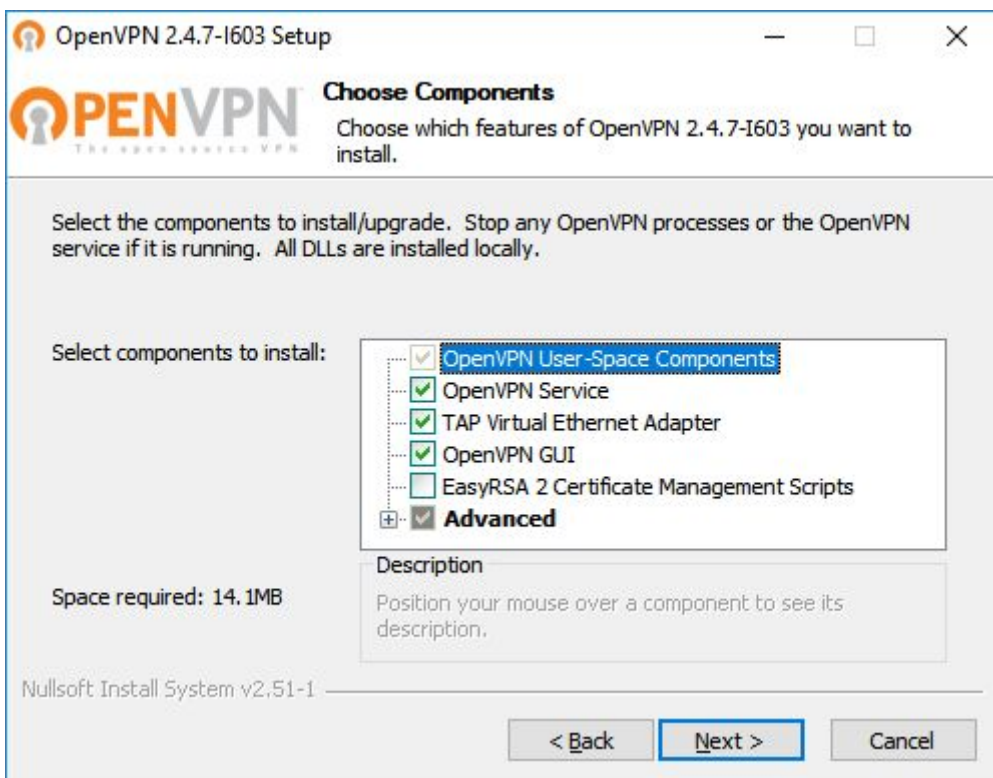 OpenVPN 2.4.7-I603 Setup
OPENVPN
The open source VPN
Choose Components
Choose which features of OpenVPN 2.4.7-I603 you want to
install.
Select the components to install/upgrade. Stop any OpenVPN processes or the OpenVPN
service if it is running. All DLLs are installed locally.
Select components to install:
OpenVPN User-Space Components
OpenVPN Service
TAP Virtual Ethernet Adapter
OpenVPN GUI
EasyRSA 2 Certificate Management Scripts
Advanced
Space required: 14.1MB
Description
Position your mouse over a component to see its
description.
Nullsoft Install System v2.51-1
< Back
Next >
Cancel